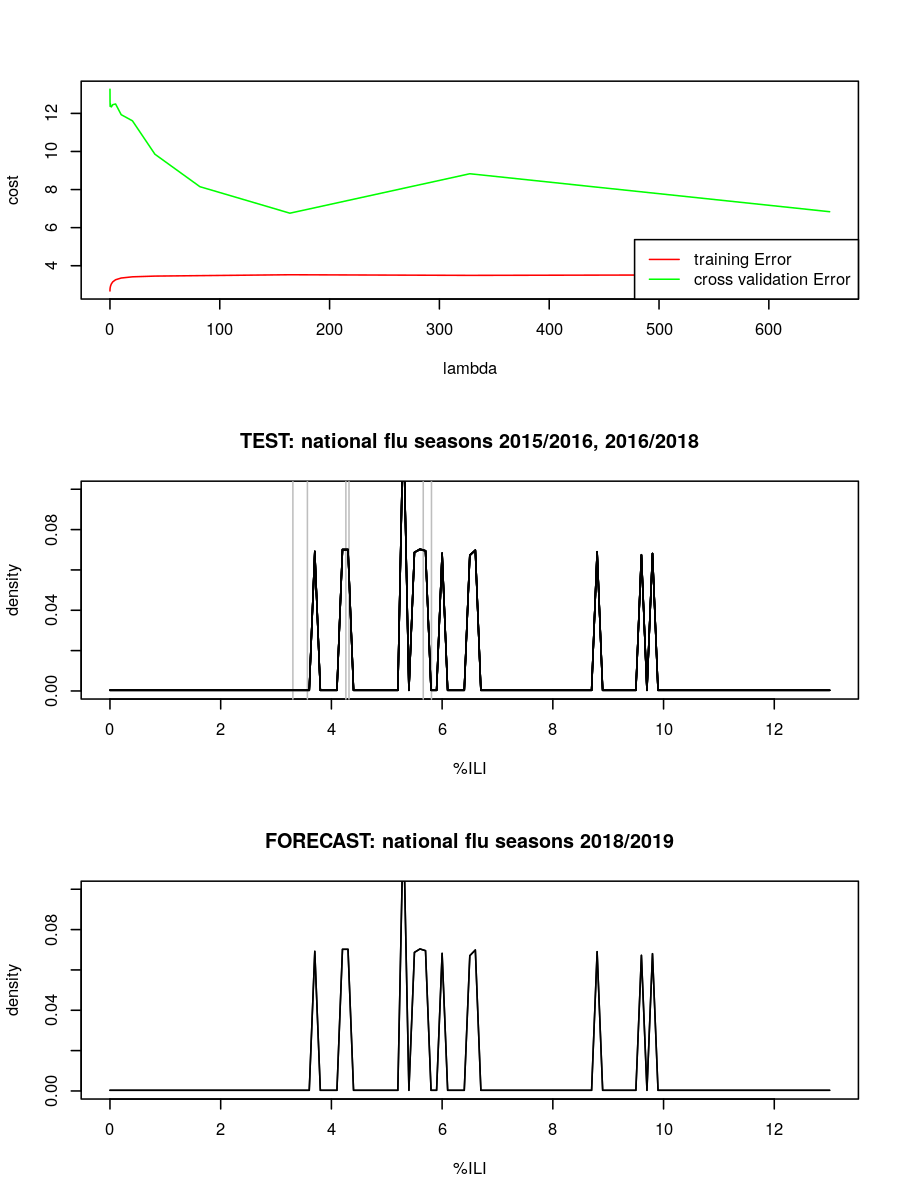 cost
12
10
8
6
4
training Error
cross validation Error
0 100 200 300 400 500 600
lambda
TEST: national flu seasons 2015/2016, 2016/2018
density
0.08
0.04
0.00
0 2 4 6 8 10 12
%ILI
FORECAST: national flu seasons 2018/2019
density
0.08
0.04
0.00
0 2 4 6 8 10 12
%ILI